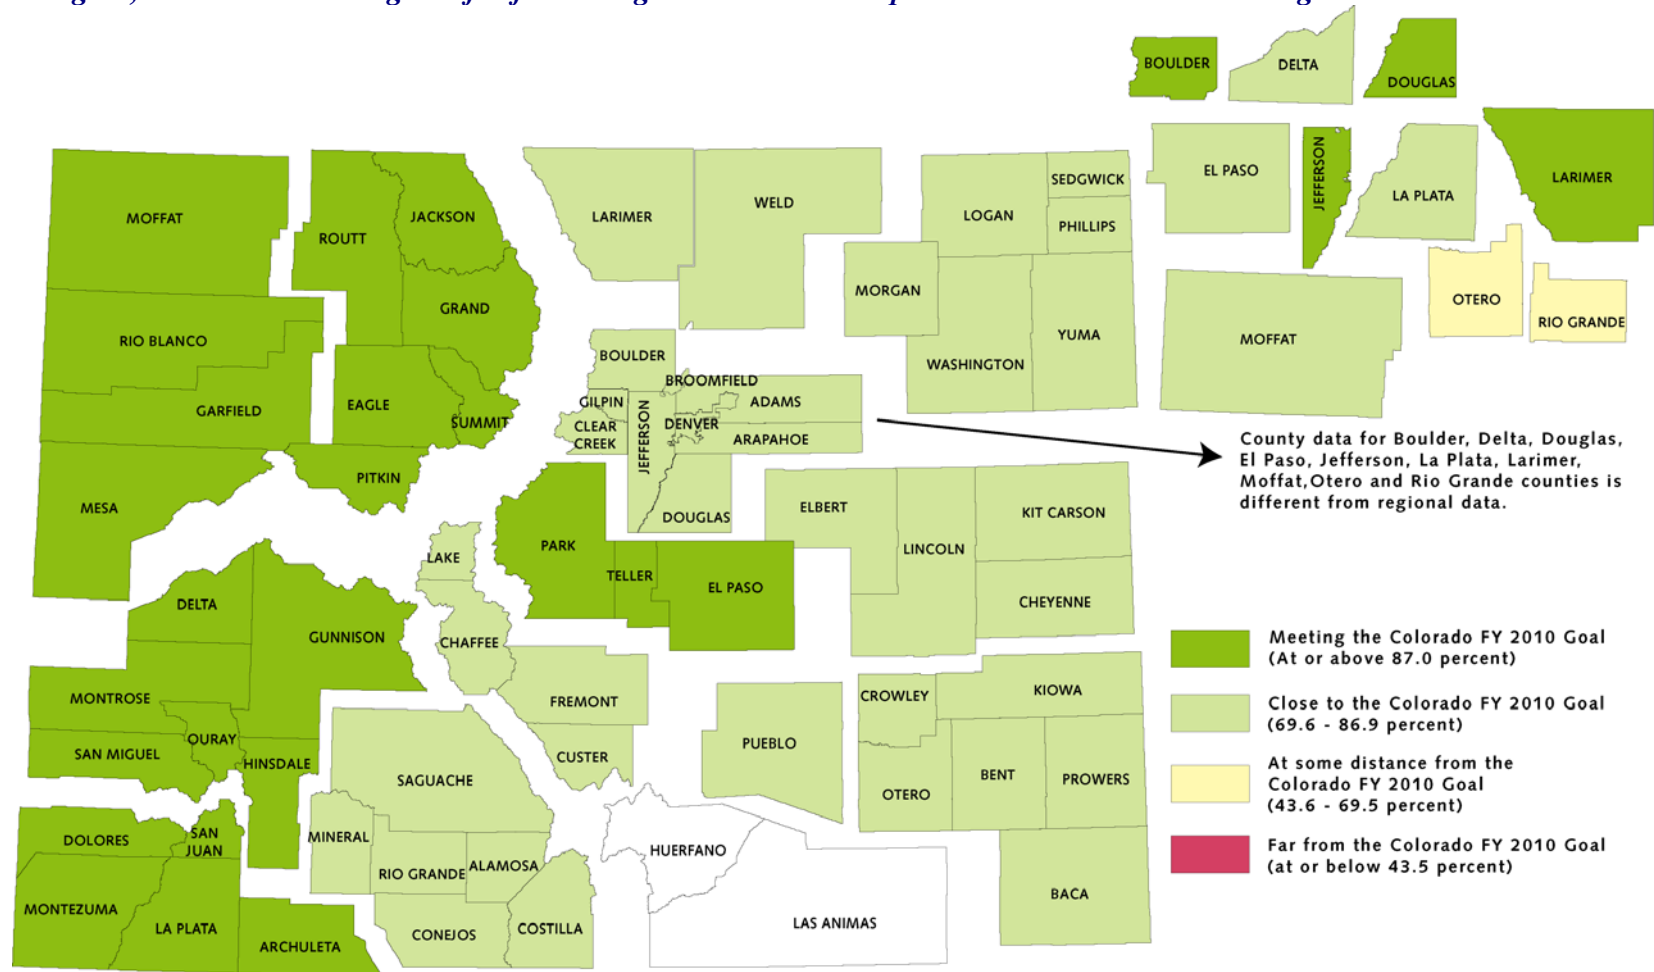 BOULDER
DELTA
DOUGLAS
EL PASO
JEFFERSON
LA PLATA
LARIMER
OTERO
RIO GRANDE
MOFFAT
MOFFAT
ROUTT
JACKSON
GRAND
RIO BLANCO
GARFIELD
EAGLE
SUMMIT
PITKIN
MESA
LARIMER
WELD
LOGAN
SEDGWICK
PHILLIPS
MORGAN
WASHINGTON
YUMA
BOULDER
BROOMFIELD
GILPIN
ADAMS
CLEAR
CREEK
JEFFERSON
DENVER
ARAPAHOE
DOUGLAS
County data for Boulder, Delta, Douglas,
El Paso, Jefferson, La Plata, Larimer,
Moffat,Otero and Rio Grande counties is
different from regional data.
ELBERT
LINCOLN
KIT CARSON
CHEYENNE
PARK
TELLER
EL PASO
LAKE
CHAFFEE
DELTA
GUNNISON
MONTROSE
OURAY
SAN MIGUEL
HINSDALE
FREMONT
CUSTER
PUEBLO
CROWLEY
KIOWA
OTERO
BENT
PROWERS
BACA
SAGUACHE
MINERAL
RIO GRANDE
ALAMOSA
CONEJOS
COSTILLA
HUERFANO
LAS ANIMAS
DOLORES
SAN
JUAN
MONTEZUMA
LA PLATA
ARCHULETA
Meeting the Colorado FY 2010 Goal
(At or above 87.0 percent)
Close to the Colorado FY 2010 Goal
(69.6 - 86.9 percent)
At some distance from the
Colorado FY 2010 Goal
(43.6 - 69.5 percent)
Far from the Colorado FY 2010 Goal
(at or below 43.5 percent)